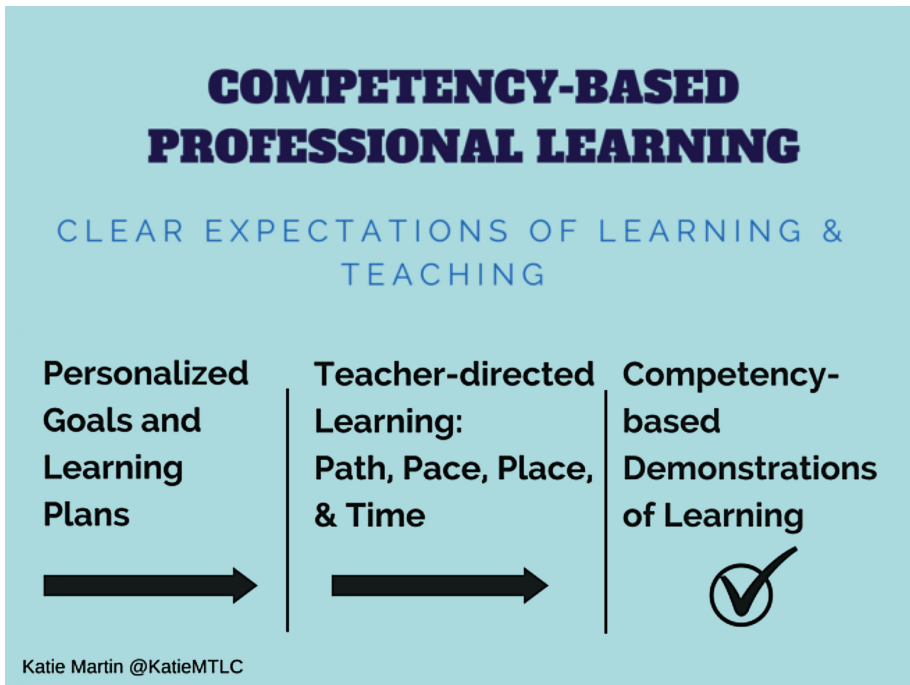 COMPETENCY-BASED
PROFESSIONAL LEARNING
CLEAR EXPECTATIONS OF LEARNING &
TEACHING
Personalized
Goals and
Learning
Plans
Teacher-directed
Learning:
Path, Pace, Place,
& Time
Competency-
based
Demonstrations
of Learning
Katie Martin @KatieMTLC